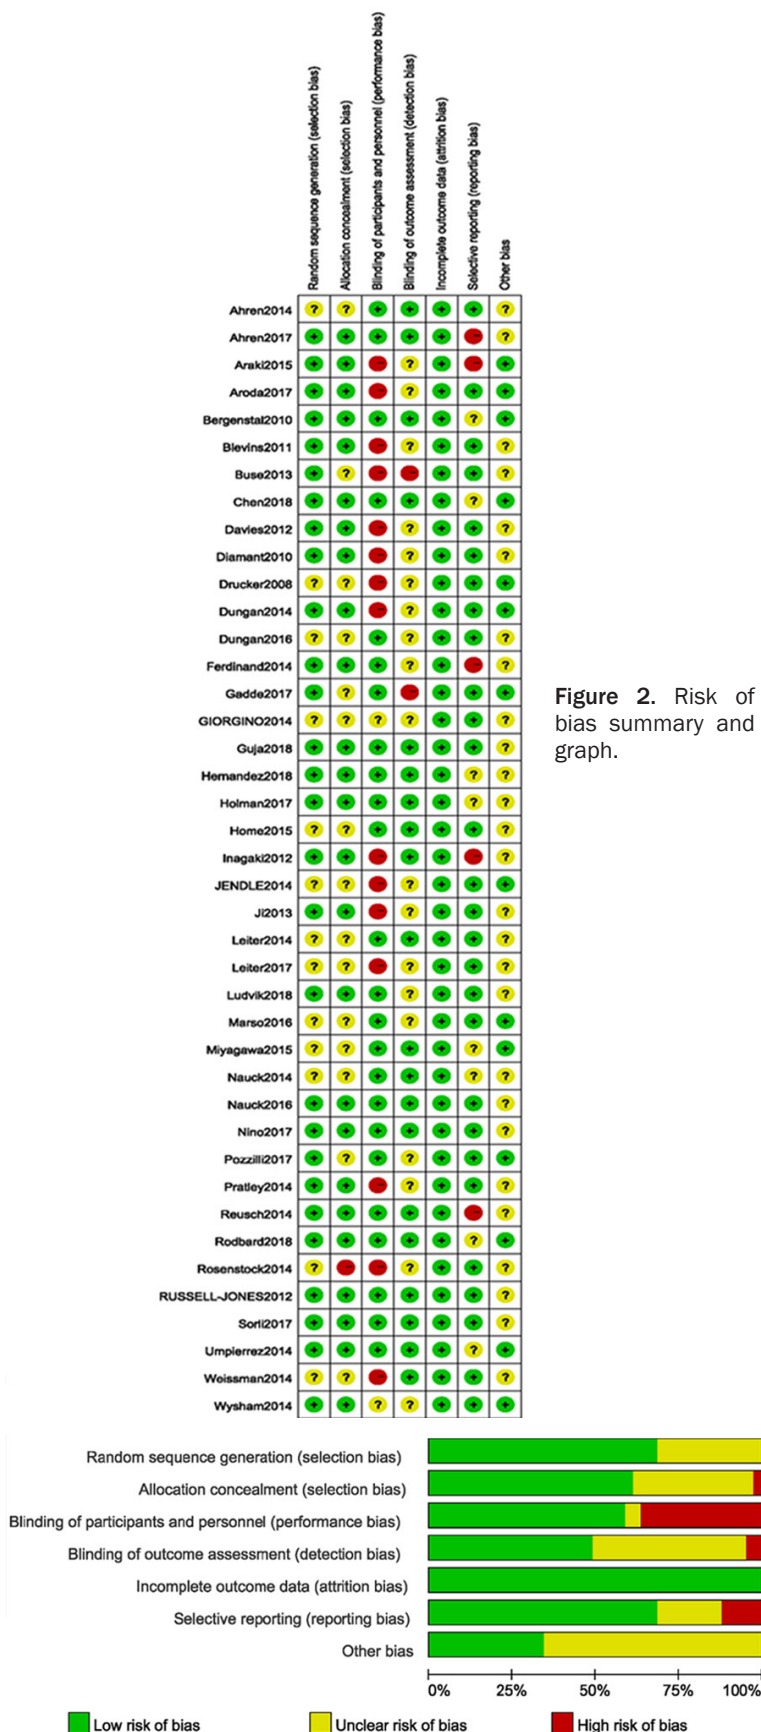 Random sequence generation (selection bias)
Allocation concealment (selection bias)
Blinding of participants and personnel (performance bias)
Blinding of outcome assessment (detection bias)
Incomplete outcome data (attrition bias)
Selective reporting (reporting bias)
Other bias
Ahren2014 ? ? + + + + ?
Ahren2017 + + + + + - ?
Araki2015 + + - ? + - +
Aroda2017 + + - ? + + +
Bergenstal2010 + + + + + ? +
Blevins2011 + + - ? + + ?
Buse2013 + ? - - + + ?
Chen2018 + + + + + ? +
Davies2012 + + - ? + + ?
Diamant2010 + + - ? + + ?
Drucker2008 ? ? - ? + + +
Dungan2014 + + - ? + + +
Dungan2016 ? ? + ? + + ?
Ferdinand2014 + + + ? + - ?
Gadde2017 + ? + - + + +
GIORGINO2014 ? ? ? ? + + ?
Guja2018 + + + + + + ?
Hernandez2018 + + + + + ? ?
Holman2017 + + + + + ? ?
Home2015 ? ? + + + + ?
Inagaki2012 + + - + + - ?
JENDLE2014 ? ? - ? + + +
Ji2013 + + - ? + + ?
Leiter2014 ? ? + + + + ?
Leiter2017 ? ? - ? + + ?
Ludvik2018 + + + ? + + ?
Marso2016 ? ? + ? + + +
Miyagawa2015 ? ? + + + ? +
Nauck2014 ? ? + + + ? ?
Nauck2016 + + + + + + ?
Nino2017 + + + + + + ?
Pozzilli2017 + ? + ? + + +
Pratley2014 + + - ? + + ?
Reusch2014 + + + + + - ?
Rodbard2018 + + + + + ? +
Rosenstock2014 ? - - ? + + ?
RUSSELL-JONES2012 + + + + + + ?
Sorli2017 + + + + + + ?
Umpierrez2014 + + + + + ? +
Weissman2014 ? ? - + + + ?
Wysham2014 + + ? ? + + +
Figure 2. Risk of
bias summary and
graph.
Random sequence generation (selection bias)
Allocation concealment (selection bias)
Blinding of participants and personnel (performance bias)
Blinding of outcome assessment (detection bias)
Incomplete outcome data (attrition bias)
Selective reporting (reporting bias)
Other bias
0% 25% 50% 75% 100%
Low risk of bias Unclear risk of bias High risk of bias